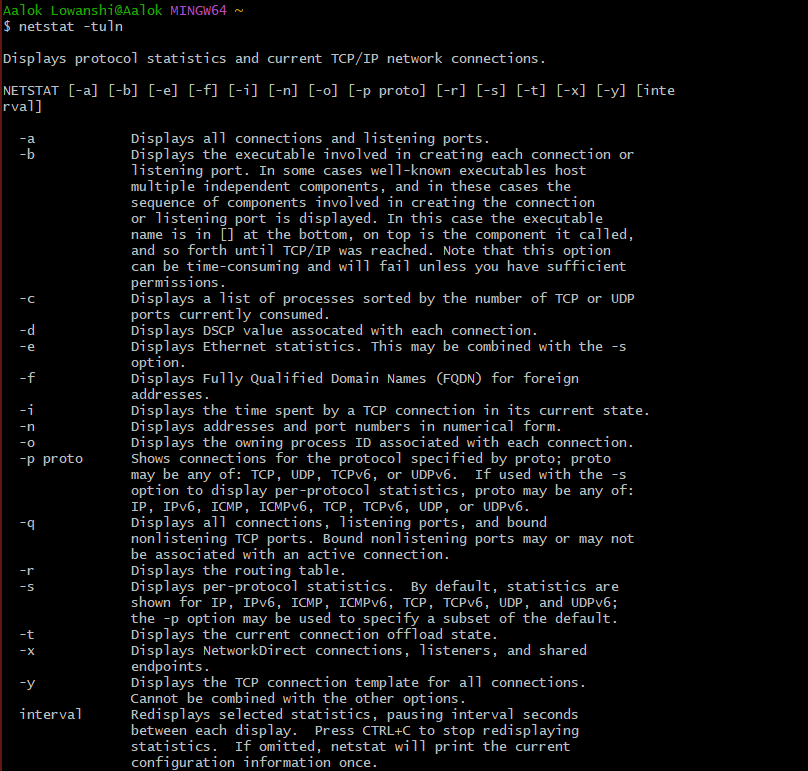 Aalok Lowanshi@Aalok MINGW64 ~
$ netstat -tuln
Displays protocol statistics and current TCP/IP network connections.
NETSTAT [-a] [-b] [-e] [-f] [-i] [-n] [-o] [-p proto] [-r] [-s] [-t] [-x] [-y] [inte
rval]
-a Displays all connections and listening ports.
-b Displays the executable involved in creating each connection or
listening port. In some cases well-known executables host
multiple independent components, and in these cases the
sequence of components involved in creating the connection
or listening port is displayed. In this case the executable
name is in [] at the bottom, on top is the component it called,
and so forth until TCP/IP was reached. Note that this option
can be time-consuming and will fail unless you have sufficient
permissions.
-c Displays a list of processes sorted by the number of TCP or UDP
ports currently consumed.
-d Displays DSCP value assocated with each connection.
-e Displays Ethernet statistics. This may be combined with the -s
option.
-f Displays Fully Qualified Domain Names (FQDN) for foreign
addresses.
-i Displays the time spent by a TCP connection in its current state.
-n Displays addresses and port numbers in numerical form.
-o Displays the owning process ID associated with each connection.
-p proto Shows connections for the protocol specified by proto; proto
may be any of: TCP, UDP, TCPv6, or UDPv6.  If used with the -s
option to display per-protocol statistics, proto may be any of:
IP, IPv6, ICMP, ICMPv6, TCP, TCPv6, UDP, or UDPv6.
-q Displays all connections, listening ports, and bound
nonlistening TCP ports. Bound nonlistening ports may or may not
be associated with an active connection.
-r Displays the routing table.
-s Displays per-protocol statistics.  By default, statistics are
shown for IP, IPv6, ICMP, ICMPv6, TCP, TCPv6, UDP, and UDPv6;
the -p option may be used to specify a subset of the default.
-t Displays the current connection offload state.
-x Displays NetworkDirect connections, listeners, and shared
endpoints.
-y Displays the TCP connection template for all connections.
Cannot be combined with the other options.
interval Redisplays selected statistics, pausing interval seconds
between each display.  Press CTRL+C to stop redisplaying
statistics.  If omitted, netstat will print the current
configuration information once.